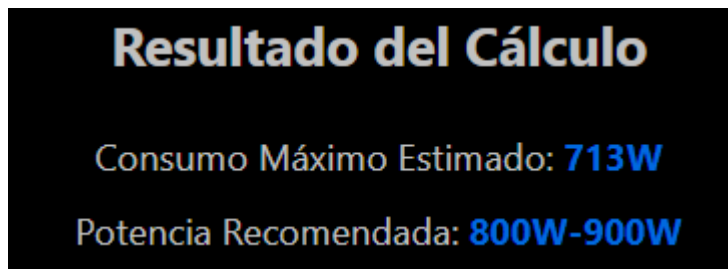 Resultado del Cálculo
Consumo Máximo Estimado: 713W
Potencia Recomendada: 800W-900W